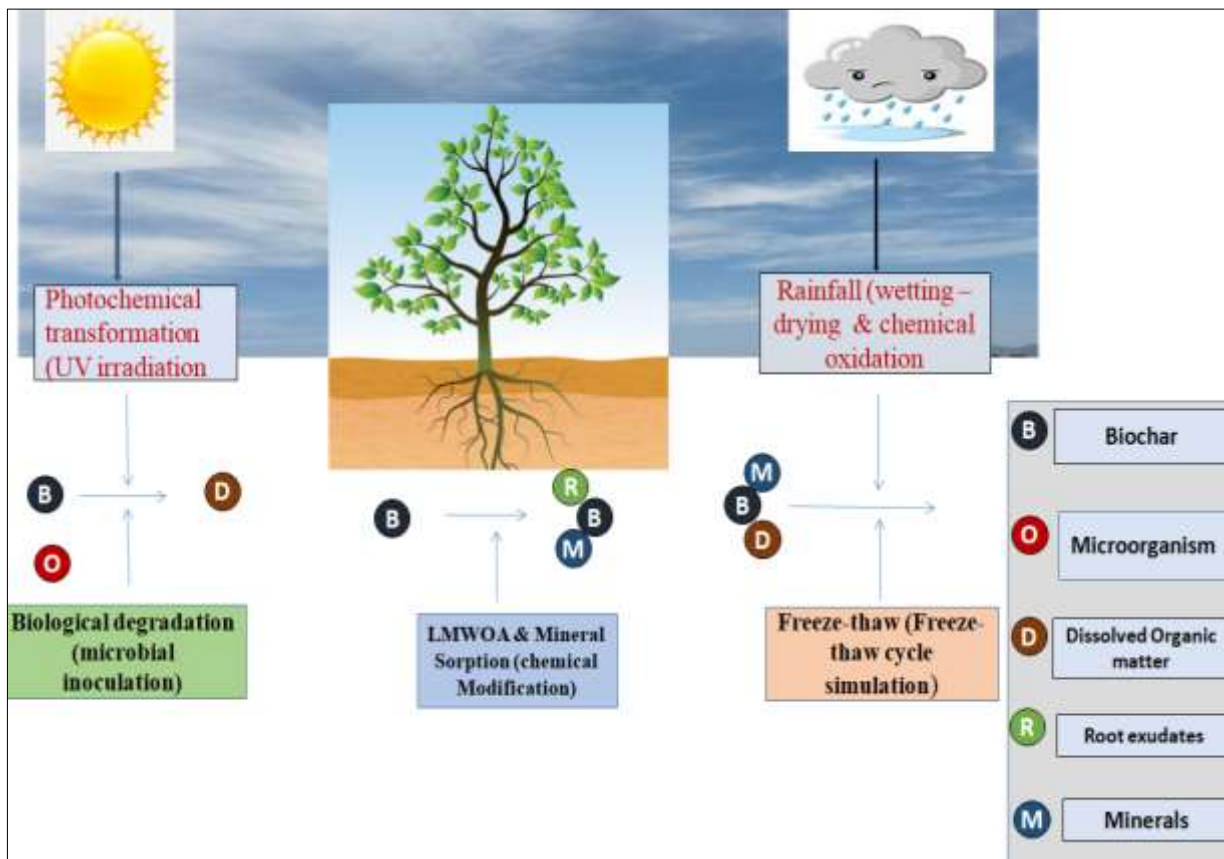 Photochemical
transformation
(UV irradiation
Rainfall (wetting –
drying & chemical
oxidation
B
D
O
Biological degradation
(microbial
inoculation)
B
R
B
M
LMWOA & Mineral
Sorption (chemical
Modification)
M
B
D
Freeze-thaw (Freeze-
thaw cycle
simulation)
B
Biochar
O
Microorganism
D
Dissolved Organic
matter
R
Root exudates
M
Minerals